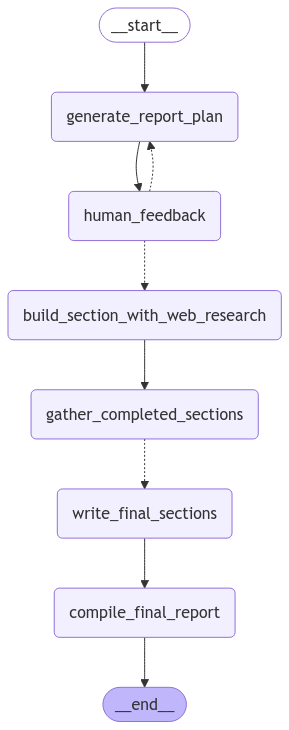 __start__
generate_report_plan
human_feedback
build_section_with_web_research
gather_completed_sections
write_final_sections
compile_final_report
__end__